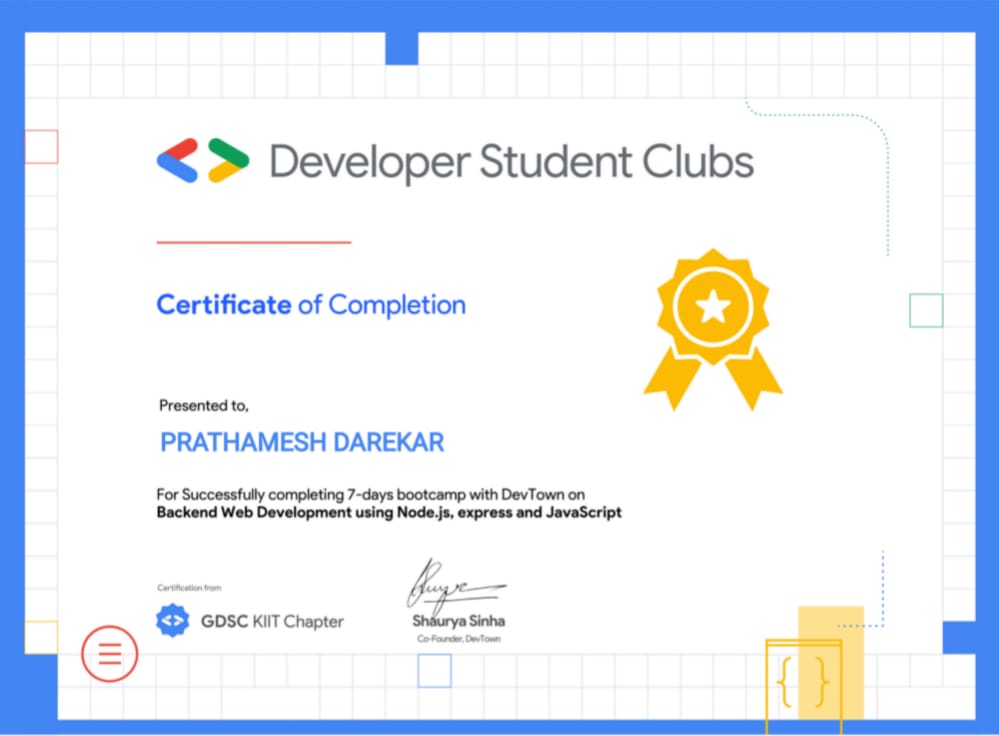 Developer Student Clubs
Certificate of Completion
Presented to,
PRATHAMESH DAREKAR
For Successfully completing 7-days bootcamp with DevTown on
Backend Web Development using Node.js, express and JavaScript
Certification from
GDSC KIIT Chapter
Shaurya Sinha
Co-Founder, DevTown